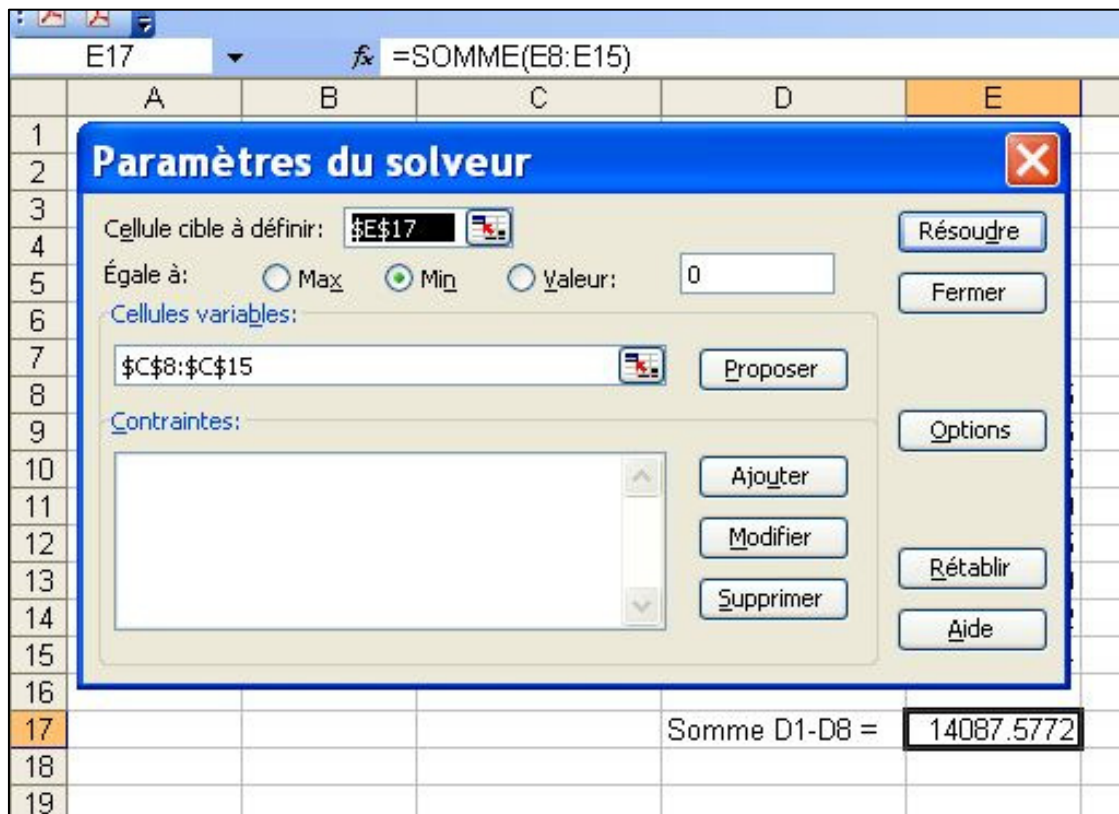 E17 fx =SOMME(E8:E15)
A B C D E
1
2 Paramètres du solveur
3 Cellule cible à définir: $E$17 Résoudre
4
5 Égale à: Max Min Valeur: 0 Fermer
6 Cellules variables:
7 $C$8:$C$15 Proposer
8
9 Contraintes: Options
10 Ajouter
11
12 Modifier
13 Rétablir
14 Supprimer Aide
15
16
17 Somme D1-D8 = 14087.5772
18
19